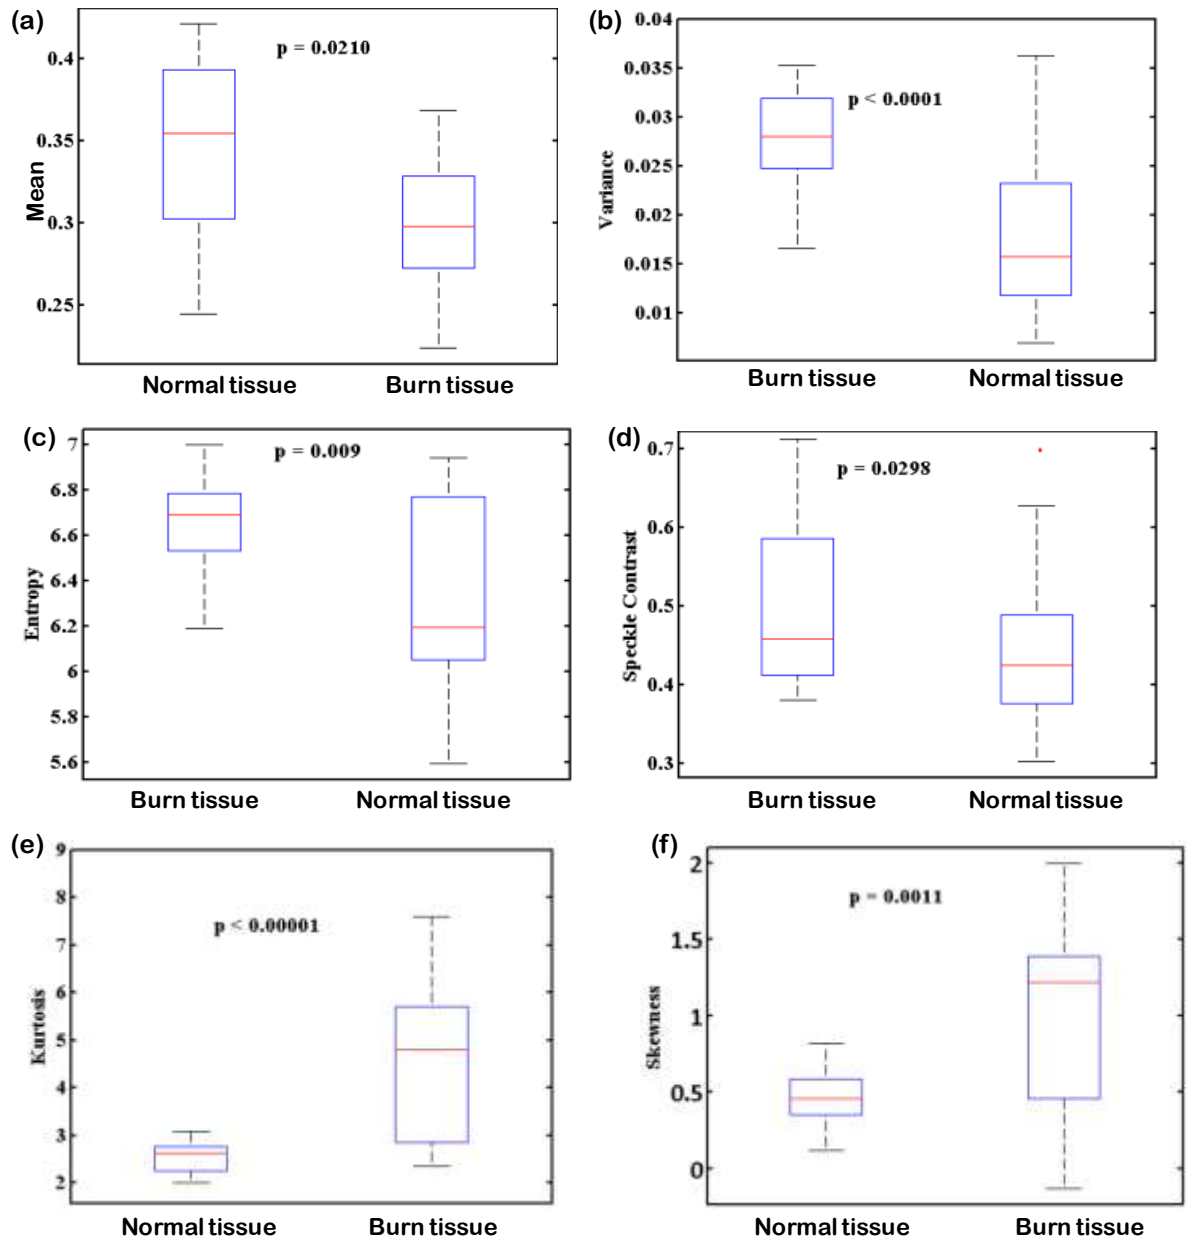 (a)
p = 0.0210
0.4
0.35
0.3
0.25
Mean
Normal tissue
Burn tissue
(b)
p < 0.0001
0.04
0.035
0.03
0.025
0.02
0.015
0.01
Variance
Burn tissue
Normal tissue
(c)
p = 0.009
7
6.8
6.6
6.4
6.2
6
5.8
5.6
Entropy
Burn tissue
Normal tissue
(d)
p = 0.0298
0.7
0.6
0.5
0.4
0.3
Speckle Contrast
Burn tissue
Normal tissue
(e)
p < 0.00001
9
8
7
6
5
4
3
2
Kurtosis
Normal tissue
Burn tissue
(f)
p = 0.0011
2
1.5
1
0.5
0
Skewness
Normal tissue
Burn tissue